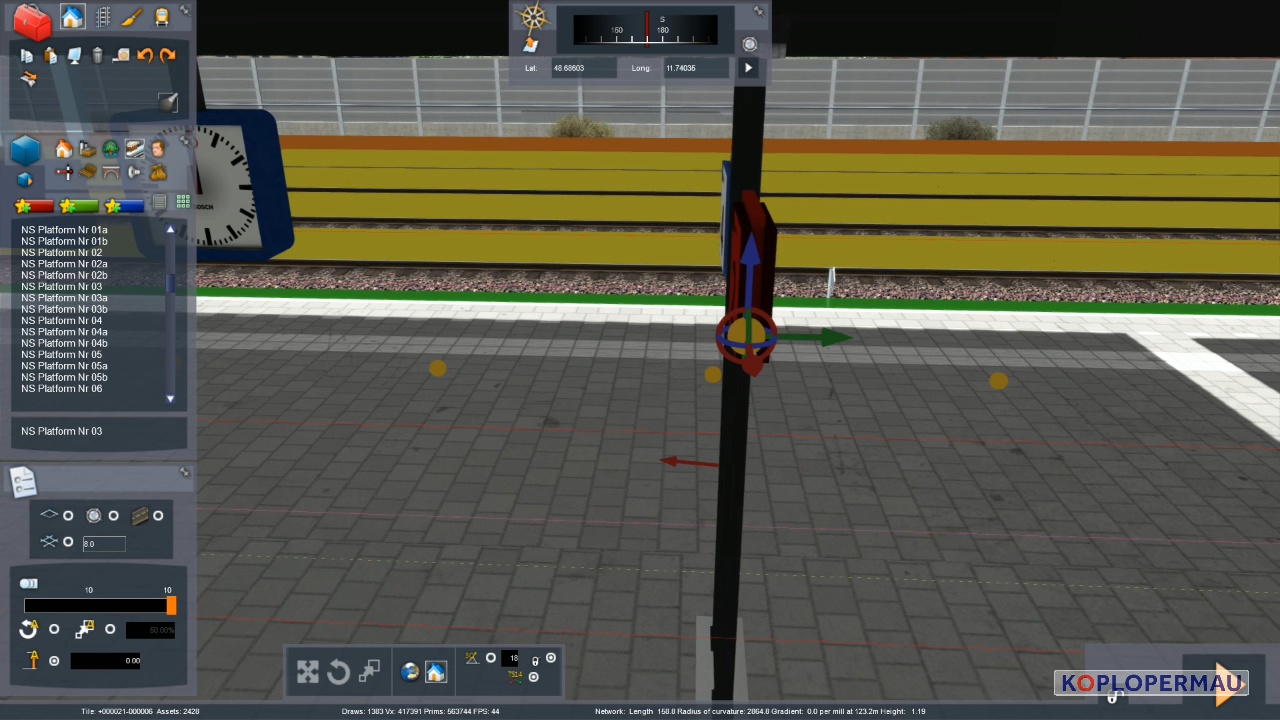 S
150
180
Lat:
48.68603
Long:
11.74035
BOSCH
NS Platform Nr 01a
NS Platform Nr 01b
NS Platform Nr 02
NS Platform Nr 02a
NS Platform Nr 02b
NS Platform Nr 03
NS Platform Nr 03a
NS Platform Nr 03b
NS Platform Nr 04
NS Platform Nr 04a
NS Platform Nr 04b
NS Platform Nr 05
NS Platform Nr 05a
NS Platform Nr 05b
NS Platform Nr 06
NS Platform Nr 03
8.0
10
10
50.00%
0.00
18
TS14
KOPLOPERMAU
Tile: +000021-000006 Assets: 2428
Draws: 1383 Vx: 417391 Prims: 563744 FPS: 44
Network: Length 158.8 Radius of curvature: 2864.8 Gradient: 0.0 per mill at 123.2m Height: 1.19